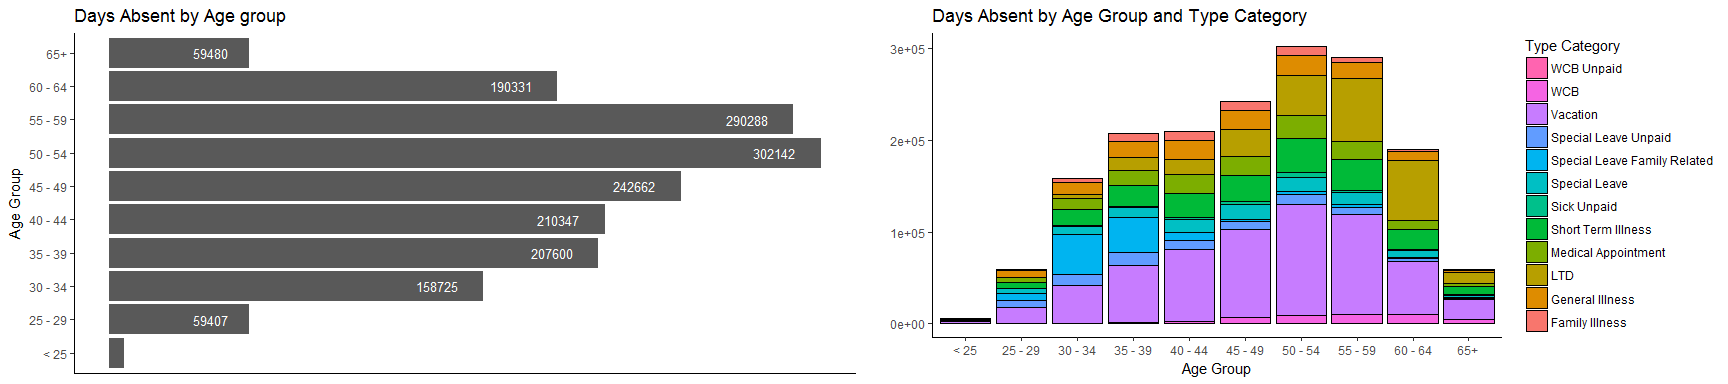 Days Absent by Age group
Age Group
65+
59480
60 - 64
190331
55 - 59
290288
50 - 54
302142
45 - 49
242662
40 - 44
210347
35 - 39
207600
30 - 34
158725
25 - 29
59407
< 25
Days Absent by Age Group and Type Category
3e+05
2e+05
1e+05
0e+00
< 25 25 - 29 30 - 34 35 - 39 40 - 44 45 - 49 50 - 54 55 - 59 60 - 64 65+
Age Group
Type Category
WCB Unpaid
WCB
Vacation
Special Leave Unpaid
Special Leave Family Related
Special Leave
Sick Unpaid
Short Term Illness
Medical Appointment
LTD
General Illness
Family Illness